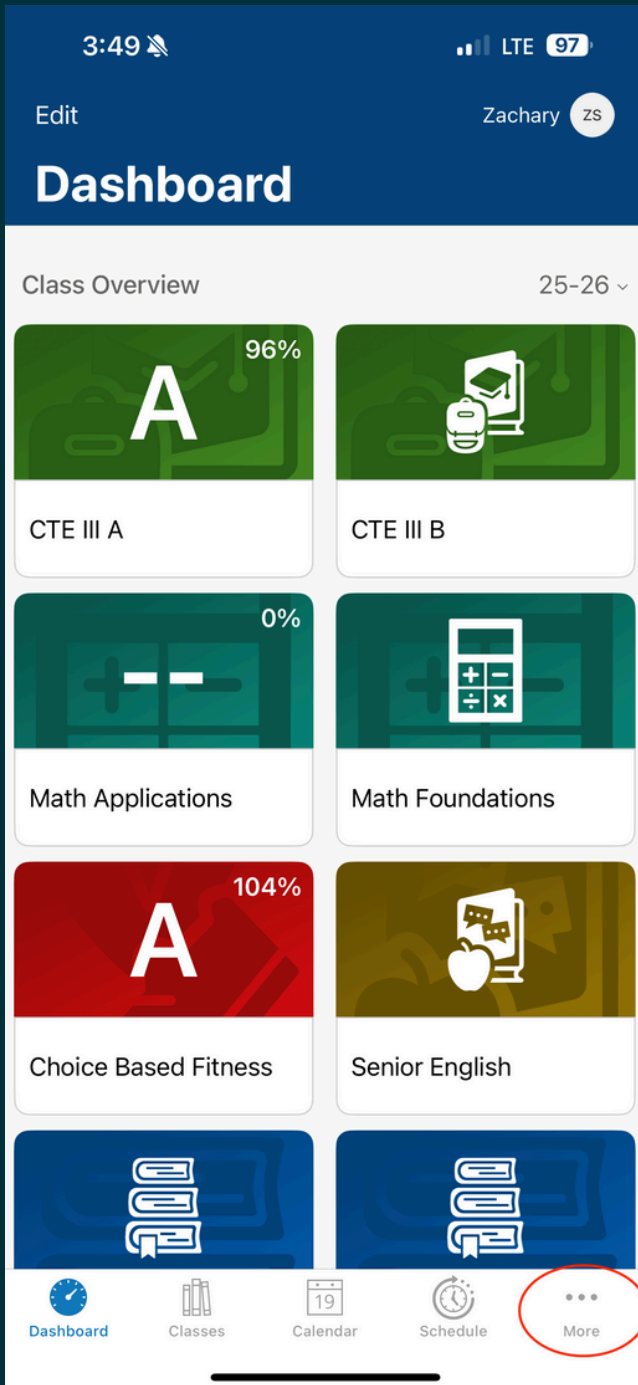 3:49 LTE 97
Edit Zachary ZS
Dashboard
Class Overview 25-26
96%
A
CTE III A CTE III B
0%
--
Math Applications Math Foundations
104%
A
Choice Based Fitness Senior English
19
Dashboard Classes Calendar Schedule More